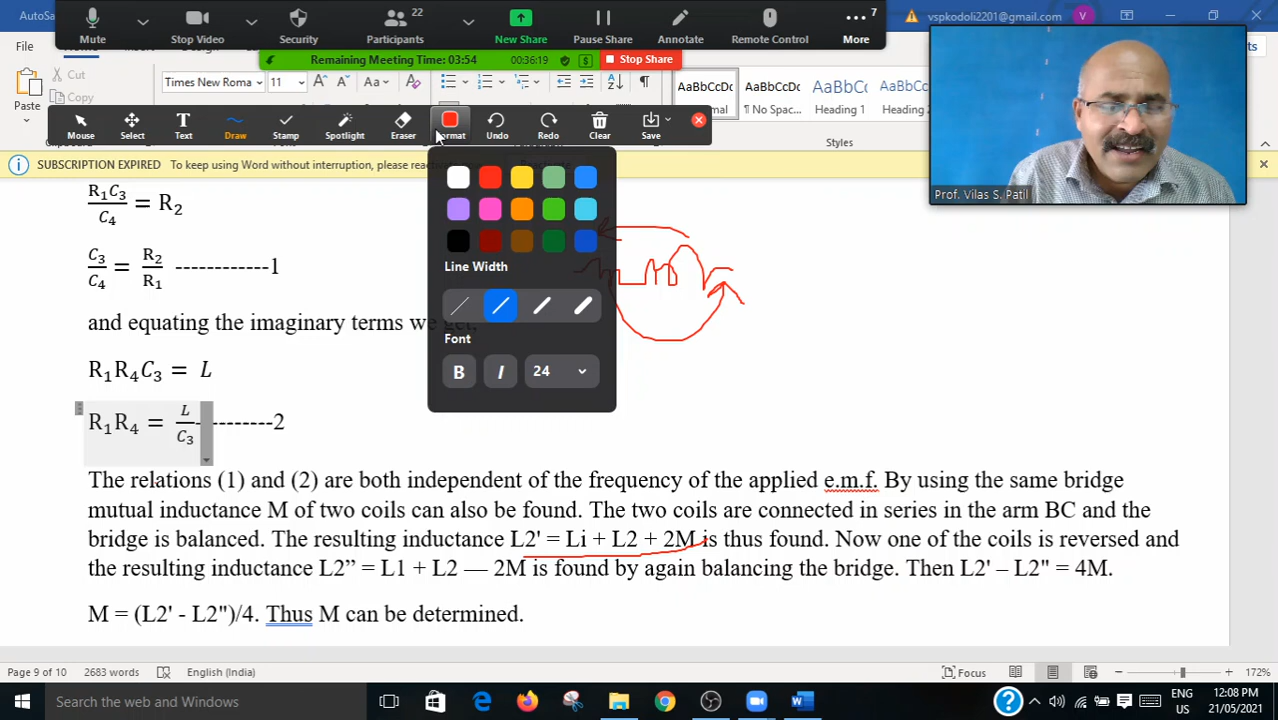 AutoSa
22
7
vspkodoli2201@gmail.com
V
Mute
Stop Video
Security
Participants
New Share
Pause Share
Annotate
Remote Control
More
File
Remaining Meeting Time: 03:54
00:36:19
Stop Share
Cut
Copy
Times New Roma
11
Aa
AaBbCcDd
AaBbCcDd
AaBbCc
AaBbCcD
Mouse
Select
Text
Draw
Stamp
Spotlight
Eraser
Format
Undo
Redo
Clear
Save
¶ No Spac...
Heading 1
Styles
SUBSCRIPTION EXPIRED To keep using Word without interruption, please reactivate
Prof. Vilas S. Patil
R₁C₃/C₄ = R₂
C₃/C₄ = R₂/R₁ ------------1
and equating the imaginary terms we get,
R₁R₄C₃ = L
R₁R₄ = L/C₃-----------2
Line Width
Font
B
I
24
The relations (1) and (2) are both independent of the frequency of the applied e.m.f. By using the same bridge
mutual inductance M of two coils can also be found. The two coils are connected in series in the arm BC and the
bridge is balanced. The resulting inductance L2' = Li + L2 + 2M is thus found. Now one of the coils is reversed and
the resulting inductance L2” = L1 + L2 — 2M is found by again balancing the bridge. Then L2' – L2" = 4M.
M = (L2' - L2")/4. Thus M can be determined.
Page 9 of 10
2683 words
English (India)
Focus
172%
Search the web and Windows
ENG
US
12:08 PM
21/05/2021